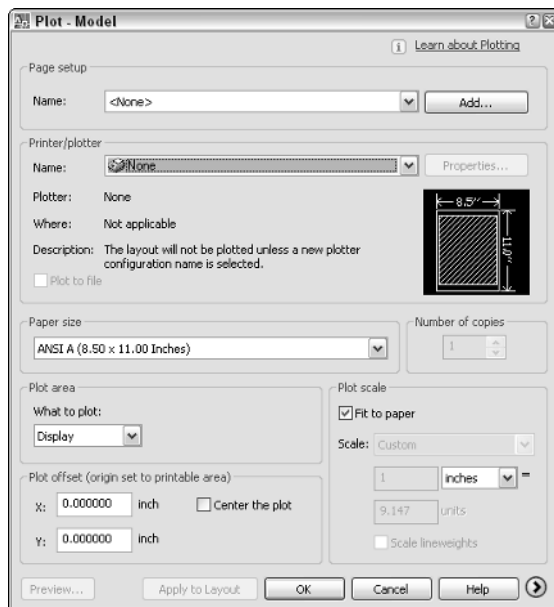 Plot - Model
Learn about Plotting
Page setup
Name: <None> Add...
Printer/plotter
Name: None Properties...
Plotter: None
Where: Not applicable
Description: The layout will not be plotted unless a new plotter
configuration name is selected.
Plot to file
8.5''
11.0''
Paper size
ANSI A (8.50 x 11.00 Inches)
Number of copies
1
Plot area
What to plot:
Display
Plot offset (origin set to printable area)
X: 0.000000 inch Center the plot
Y: 0.000000 inch
Plot scale
Fit to paper
Scale: Custom
1 inches =
9.147 units
Scale lineweights
Preview... Apply to Layout OK Cancel Help